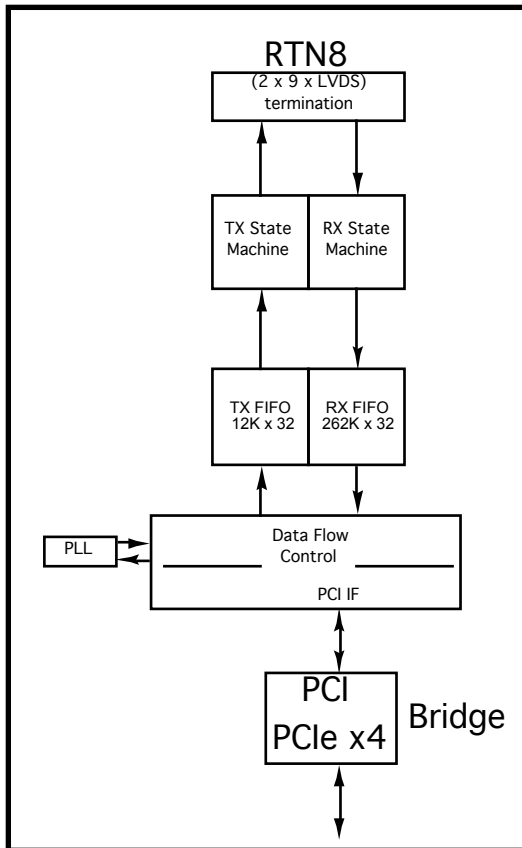 RTN8
(2 x 9 x LVDS)
termination
TX State
Machine
RX State
Machine
TX FIFO
12K x 32
RX FIFO
262K x 32
Data Flow
Control
PLL
PCI IF
PCI
PCIe x4
Bridge